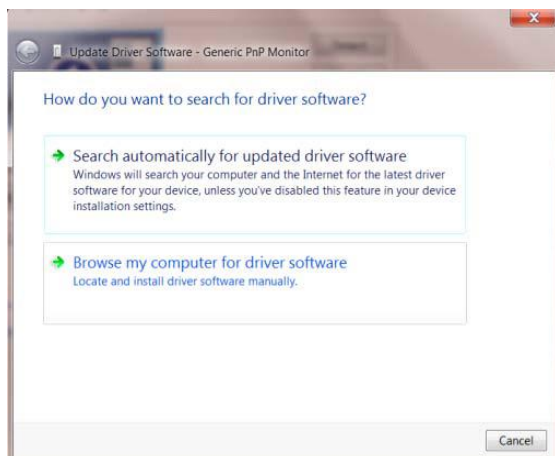 Update Driver Software - Generic PnP Monitor
How do you want to search for driver software?
Search automatically for updated driver software
Windows will search your computer and the Internet for the latest driver
software for your device, unless you've disabled this feature in your device
installation settings.
Browse my computer for driver software
Locate and install driver software manually.
Cancel